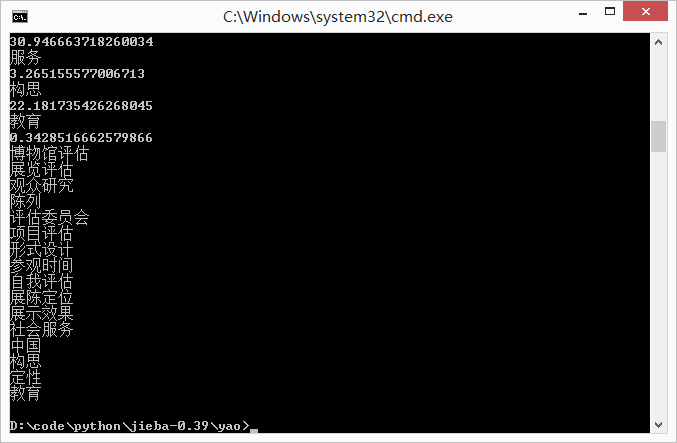 C:\Windows\system32\cmd.exe
30.946663718260034
服务
3.265155577006713
构思
22.181735426268045
教育
0.3428516662579866
博物馆评估
展览评估
观众研究
陈列
评估委员会
项目评估
形式设计
参观时间
自我评估
展陈定位
展示效果
社会服务
中国
构思
定性
教育
D:\code\python\jieba-0.39\yao>